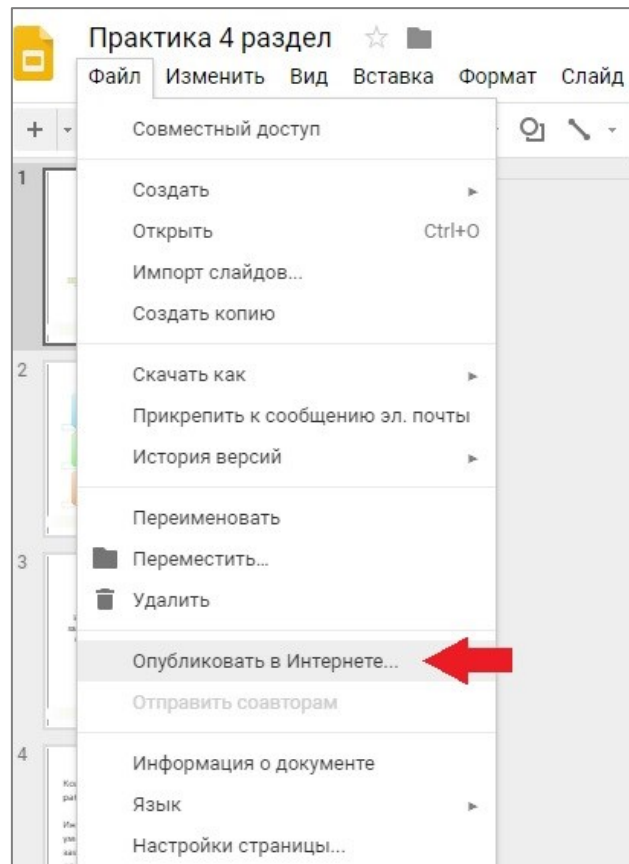 Практика 4 раздел
Файл Изменить Вид Вставка Формат Слайд
Совместный доступ
1
Создать
Открыть Ctrl+O
Импорт слайдов...
Создать копию
2
Скачать как
Прикрепить к сообщению эл. почты
История версий
Переименовать
3
Переместить...
Удалить
Опубликовать в Интернете...
Отправить соавторам
4
Информация о документе
Язык
Настройки страницы...